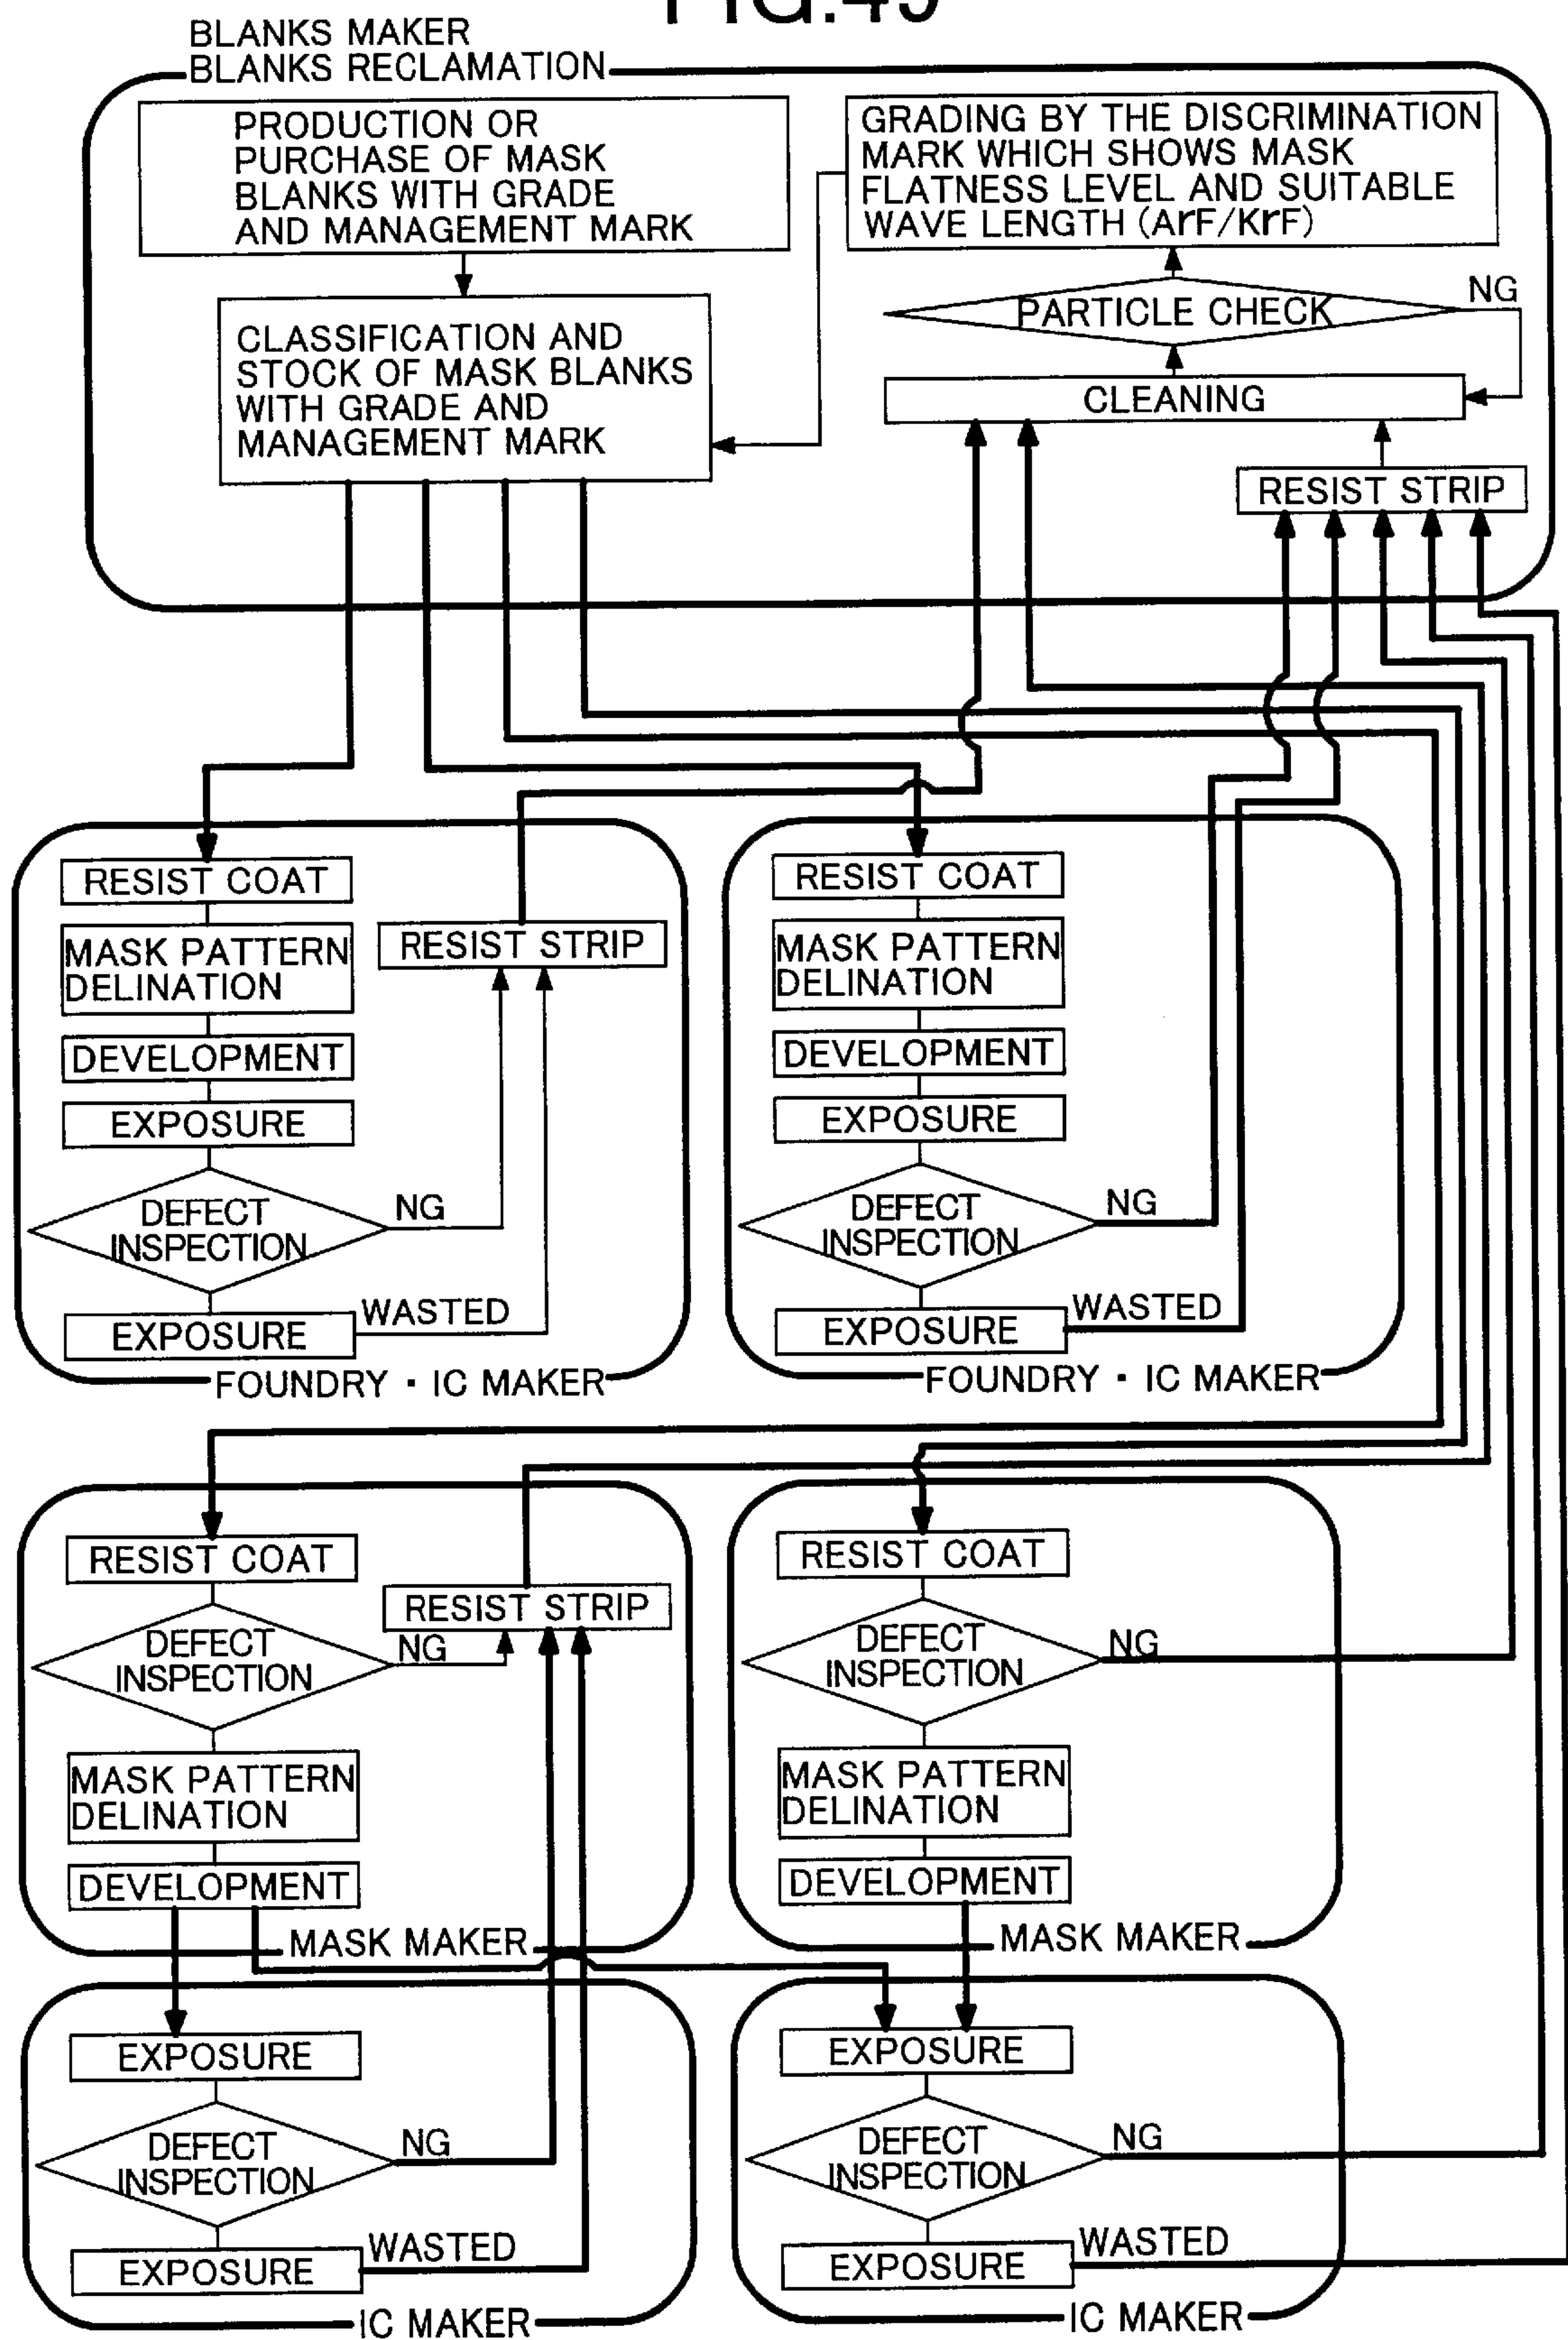 FIG.49
BLANKS MAKER
BLANKS RECLAMATION
PRODUCTION OR
PURCHASE OF MASK
BLANKS WITH GRADE
AND MANAGEMENT MARK
GRADING BY THE DISCRIMINATION
MARK WHICH SHOWS MASK
FLATNESS LEVEL AND SUITABLE
WAVE LENGTH (ArF/KrF)
PARTICLE CHECK
NG
CLASSIFICATION AND
STOCK OF MASK BLANKS
WITH GRADE AND
MANAGEMENT MARK
CLEANING
RESIST STRIP
RESIST COAT
MASK PATTERN
DELINATION
RESIST STRIP
DEVELOPMENT
EXPOSURE
DEFECT
INSPECTION
NG
EXPOSURE
WASTED
FOUNDRY・IC MAKER
RESIST COAT
MASK PATTERN
DELINATION
DEVELOPMENT
EXPOSURE
DEFECT
INSPECTION
NG
EXPOSURE
WASTED
FOUNDRY・IC MAKER
RESIST COAT
RESIST STRIP
DEFECT
INSPECTION
NG
MASK PATTERN
DELINATION
DEVELOPMENT
MASK MAKER
RESIST COAT
DEFECT
INSPECTION
NG
MASK PATTERN
DELINATION
DEVELOPMENT
MASK MAKER
EXPOSURE
DEFECT
INSPECTION
NG
EXPOSURE
WASTED
IC MAKER
EXPOSURE
DEFECT
INSPECTION
NG
EXPOSURE
WASTED
IC MAKER